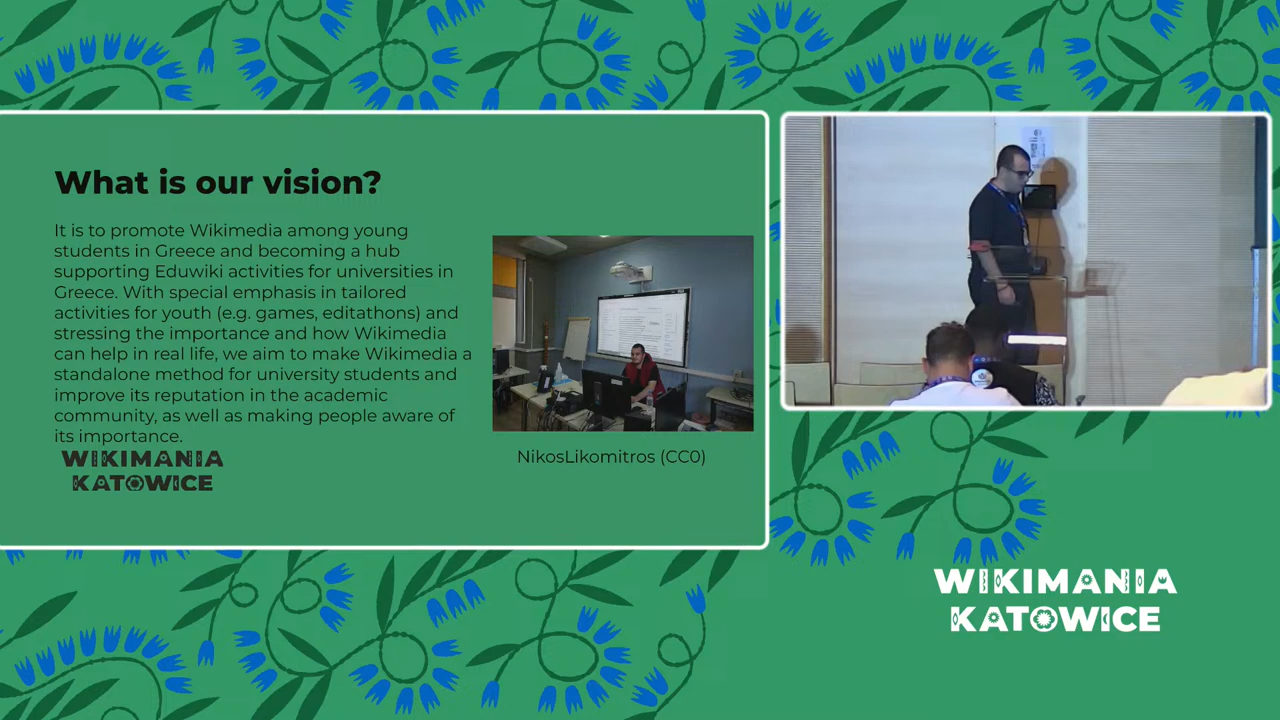 What is our vision?
It is to promote Wikimedia among young
students in Greece and becoming a hub
supporting Eduwiki activities for universities in
Greece. With special emphasis in tailored
activities for youth (e.g. games, editathons) and
stressing the importance and how Wikimedia
can help in real life, we aim to make Wikimedia a
standalone method for university students and
improve its reputation in the academic
community, as well as making people aware of
its importance.
WIKIMANIA
KATOWICE
NikosLikomitros (CC0)
WIKIMANIA
KATOWICE